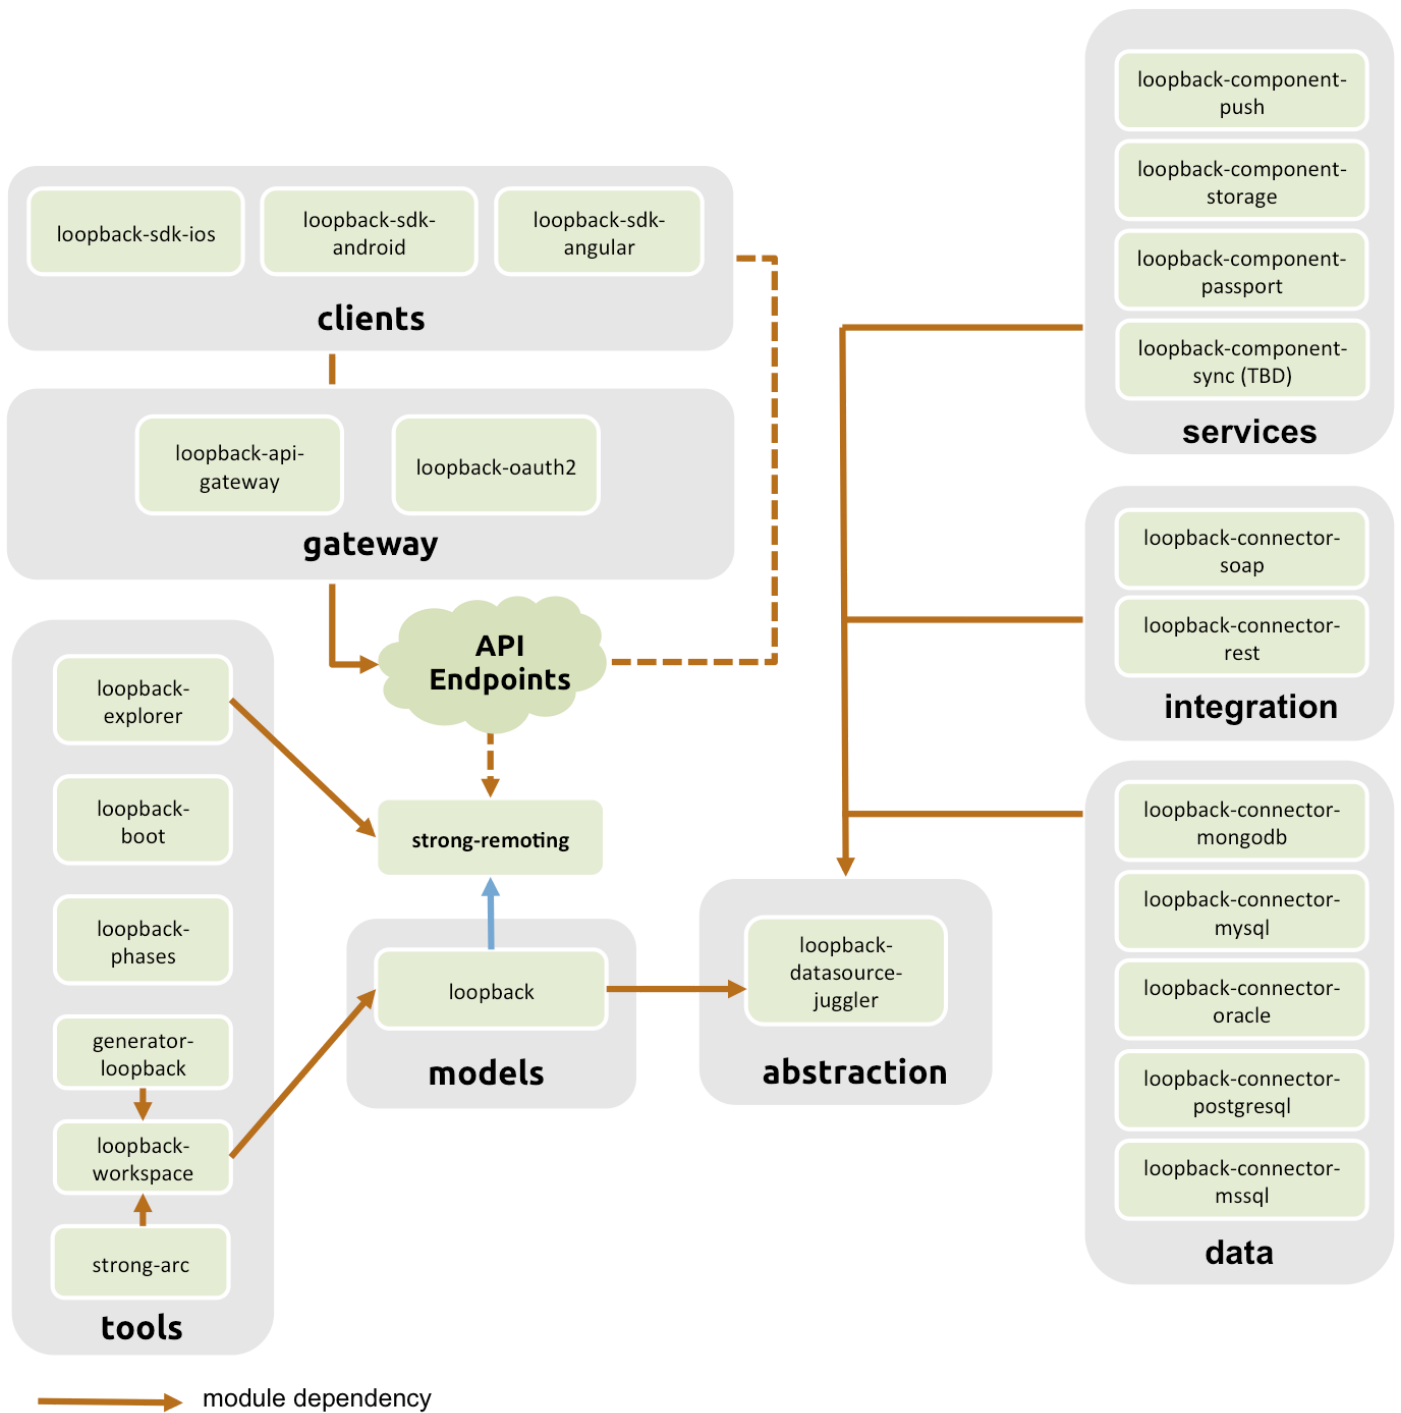 loopback-sdk-ios
loopback-sdk-
android
loopback-sdk-
angular
clients
loopback-api-
gateway
loopback-oauth2
gateway
API
Endpoints
strong-remoting
loopback-
explorer
loopback-
boot
loopback-
phases
generator-
loopback
loopback-
workspace
strong-arc
tools
loopback
models
loopback-
datasource-
juggler
abstraction
loopback-component-
push
loopback-component-
storage
loopback-component-
passport
loopback-component-
sync (TBD)
services
loopback-connector-
soap
loopback-connector-
rest
integration
loopback-connector-
mongodb
loopback-connector-
mysql
loopback-connector-
oracle
loopback-connector-
postgresql
loopback-connector-
mssql
data
module dependency